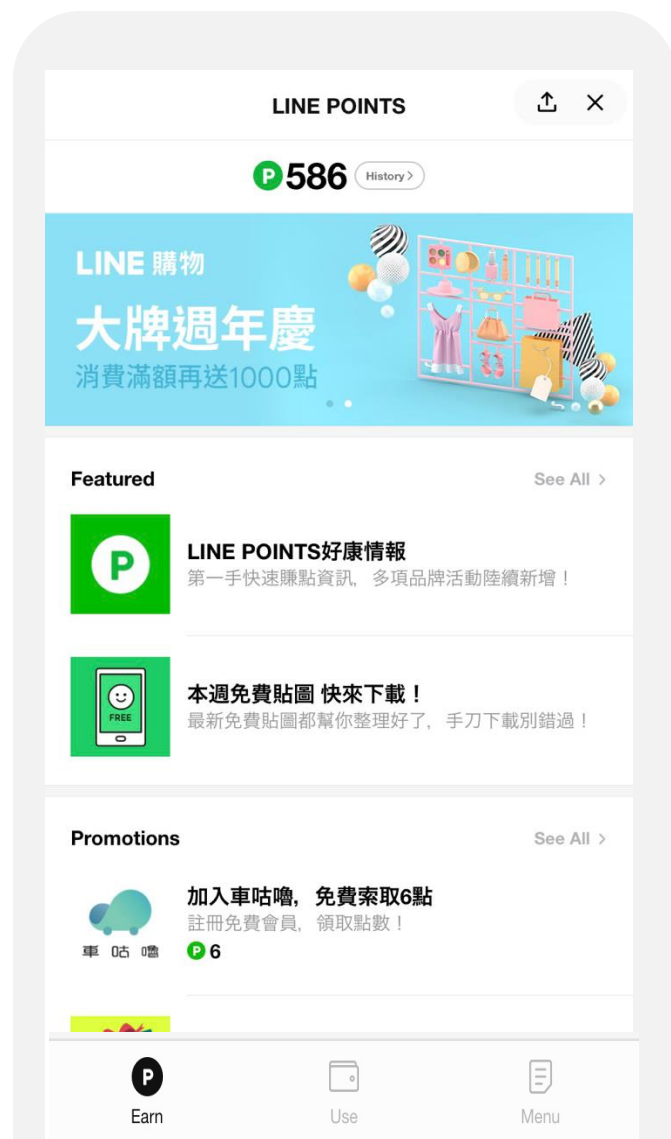 LINE POINTS
P 586 History >
LINE 購物
大牌週年慶
消費滿額再送1000點
Featured
See All >
P
LINE POINTS好康情報
第一手快速賺點資訊，多項品牌活動陸續新增！
FREE
本週免費貼圖 快來下載！
最新免費貼圖都幫你整理好了，手刀下載別錯過！
Promotions
See All >
車咕嚕
加入車咕嚕，免費索取6點
註冊免費會員，領取點數！
P 6
P
Earn
Use
Menu